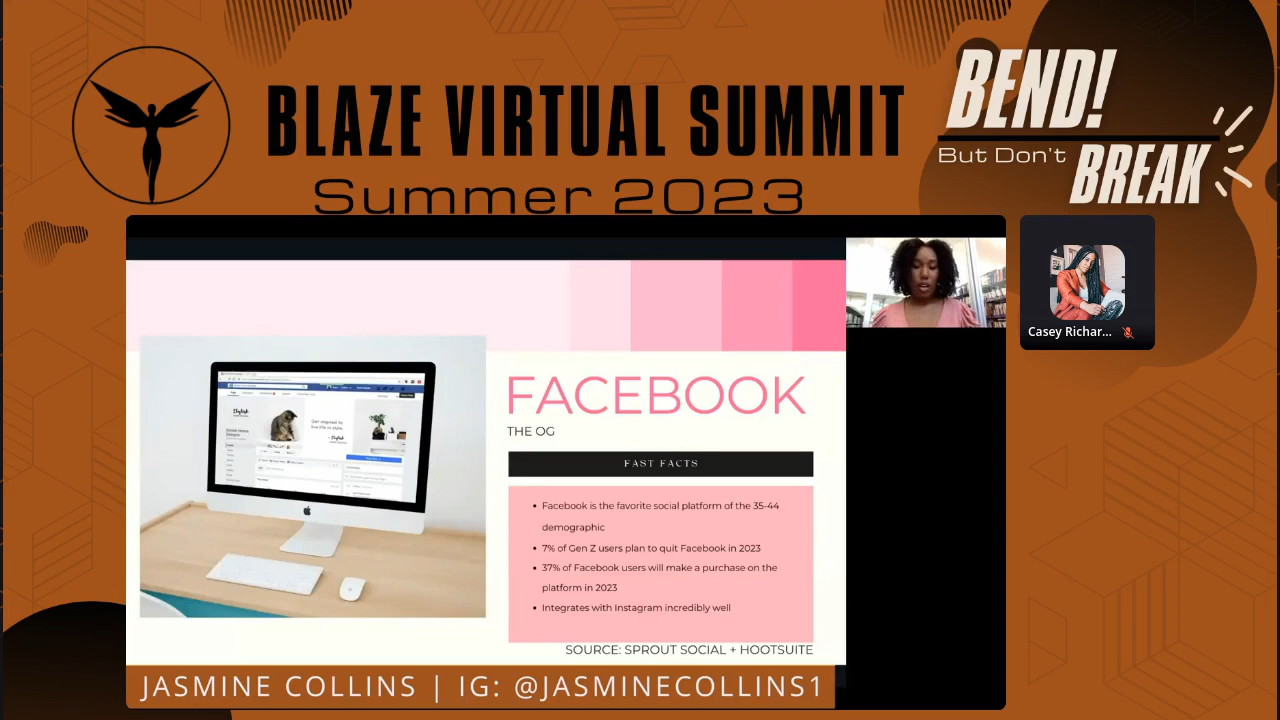 BLAZE VIRTUAL SUMMIT
Summer 2023
BEND!
But Don't
BREAK
Casey Richar...
FACEBOOK
THE OG
FAST FACTS
Facebook is the favorite social platform of the 35-44
demographic
7% of Gen Z users plan to quit Facebook in 2023
37% of Facebook users will make a purchase on the
platform in 2023
Integrates with Instagram incredibly well
SOURCE: SPROUT SOCIAL + HOOTSUITE
JASMINE COLLINS | IG: @JASMINECOLLINS1